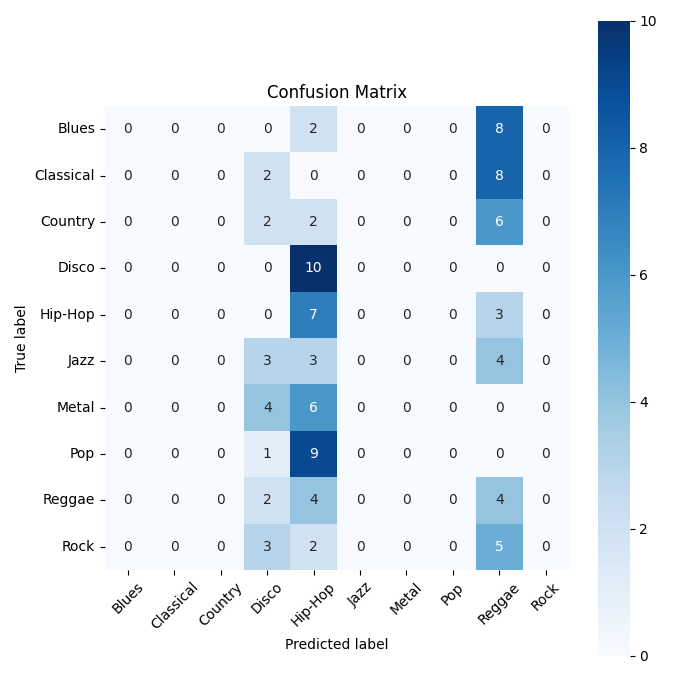 Confusion Matrix
Blues 0 0 0 0 2 0 0 0 8 0
Classical 0 0 0 2 0 0 0 0 8 0
Country 0 0 0 2 2 0 0 0 6 0
Disco 0 0 0 0 10 0 0 0 0 0
Hip-Hop 0 0 0 0 7 0 0 0 3 0
Jazz 0 0 0 3 3 0 0 0 4 0
Metal 0 0 0 4 6 0 0 0 0 0
Pop 0 0 0 1 9 0 0 0 0 0
Reggae 0 0 0 2 4 0 0 0 4 0
Rock 0 0 0 3 2 0 0 0 5 0
Blues Classical Country Disco Hip-Hop Jazz Metal Pop Reggae Rock
Predicted label
True label
10
8
6
4
2
0